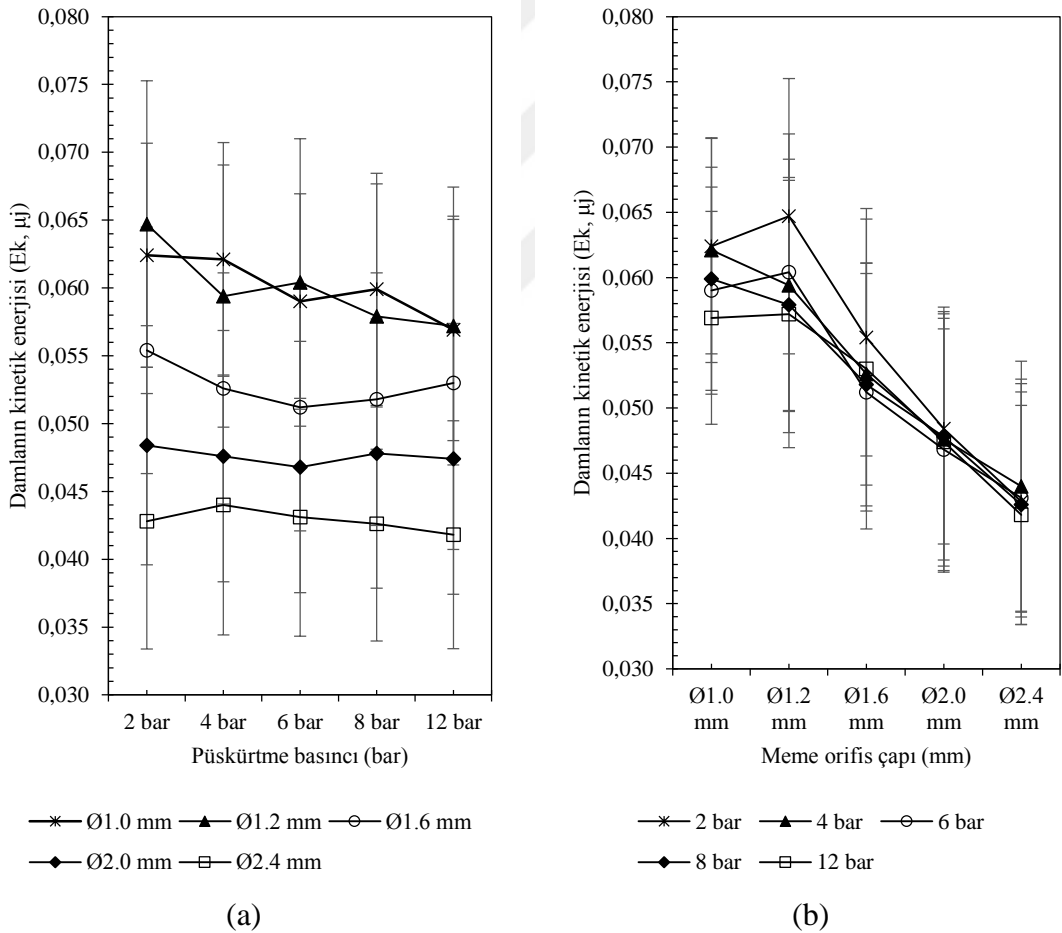 0,080
0,075
0,070
0,065
0,060
0,055
0,050
0,045
0,040
0,035
0,030
Damlanın kinetik enerjisi (Ek, µj)
2 bar 4 bar 6 bar 8 bar 12 bar
Püskürtme basıncı (bar)
Ø1.0 mm Ø1.2 mm Ø1.6 mm
Ø2.0 mm Ø2.4 mm
(a)
0,080
0,075
0,070
0,065
0,060
0,055
0,050
0,045
0,040
0,035
0,030
Damlanın kinetik enerjisi (Ek, µj)
Ø1.0 Ø1.2 Ø1.6 Ø2.0 Ø2.4
mm mm mm mm mm
Meme orifis çapı (mm)
2 bar 4 bar 6 bar
8 bar 12 bar
(b)